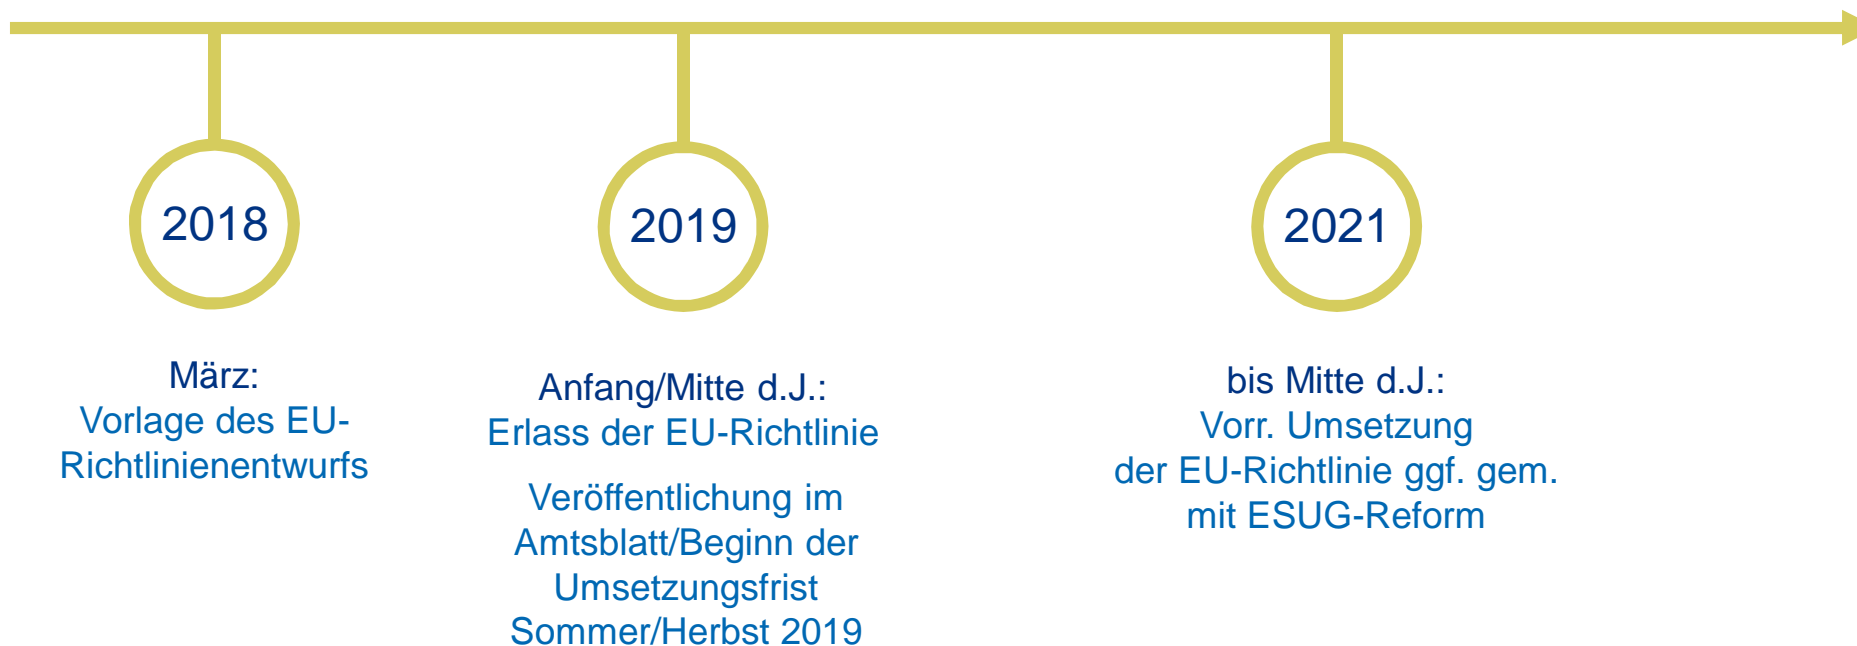 2018
März:
Vorlage des EU-
Richtlinienentwurfs
2019
Anfang/Mitte d.J.:
Erlass der EU-Richtlinie
Veröffentlichung im
Amtsblatt/Beginn der
Umsetzungsfrist
Sommer/Herbst 2019
2021
bis Mitte d.J.:
Vorr. Umsetzung
der EU-Richtlinie ggf. gem.
mit ESUG-Reform